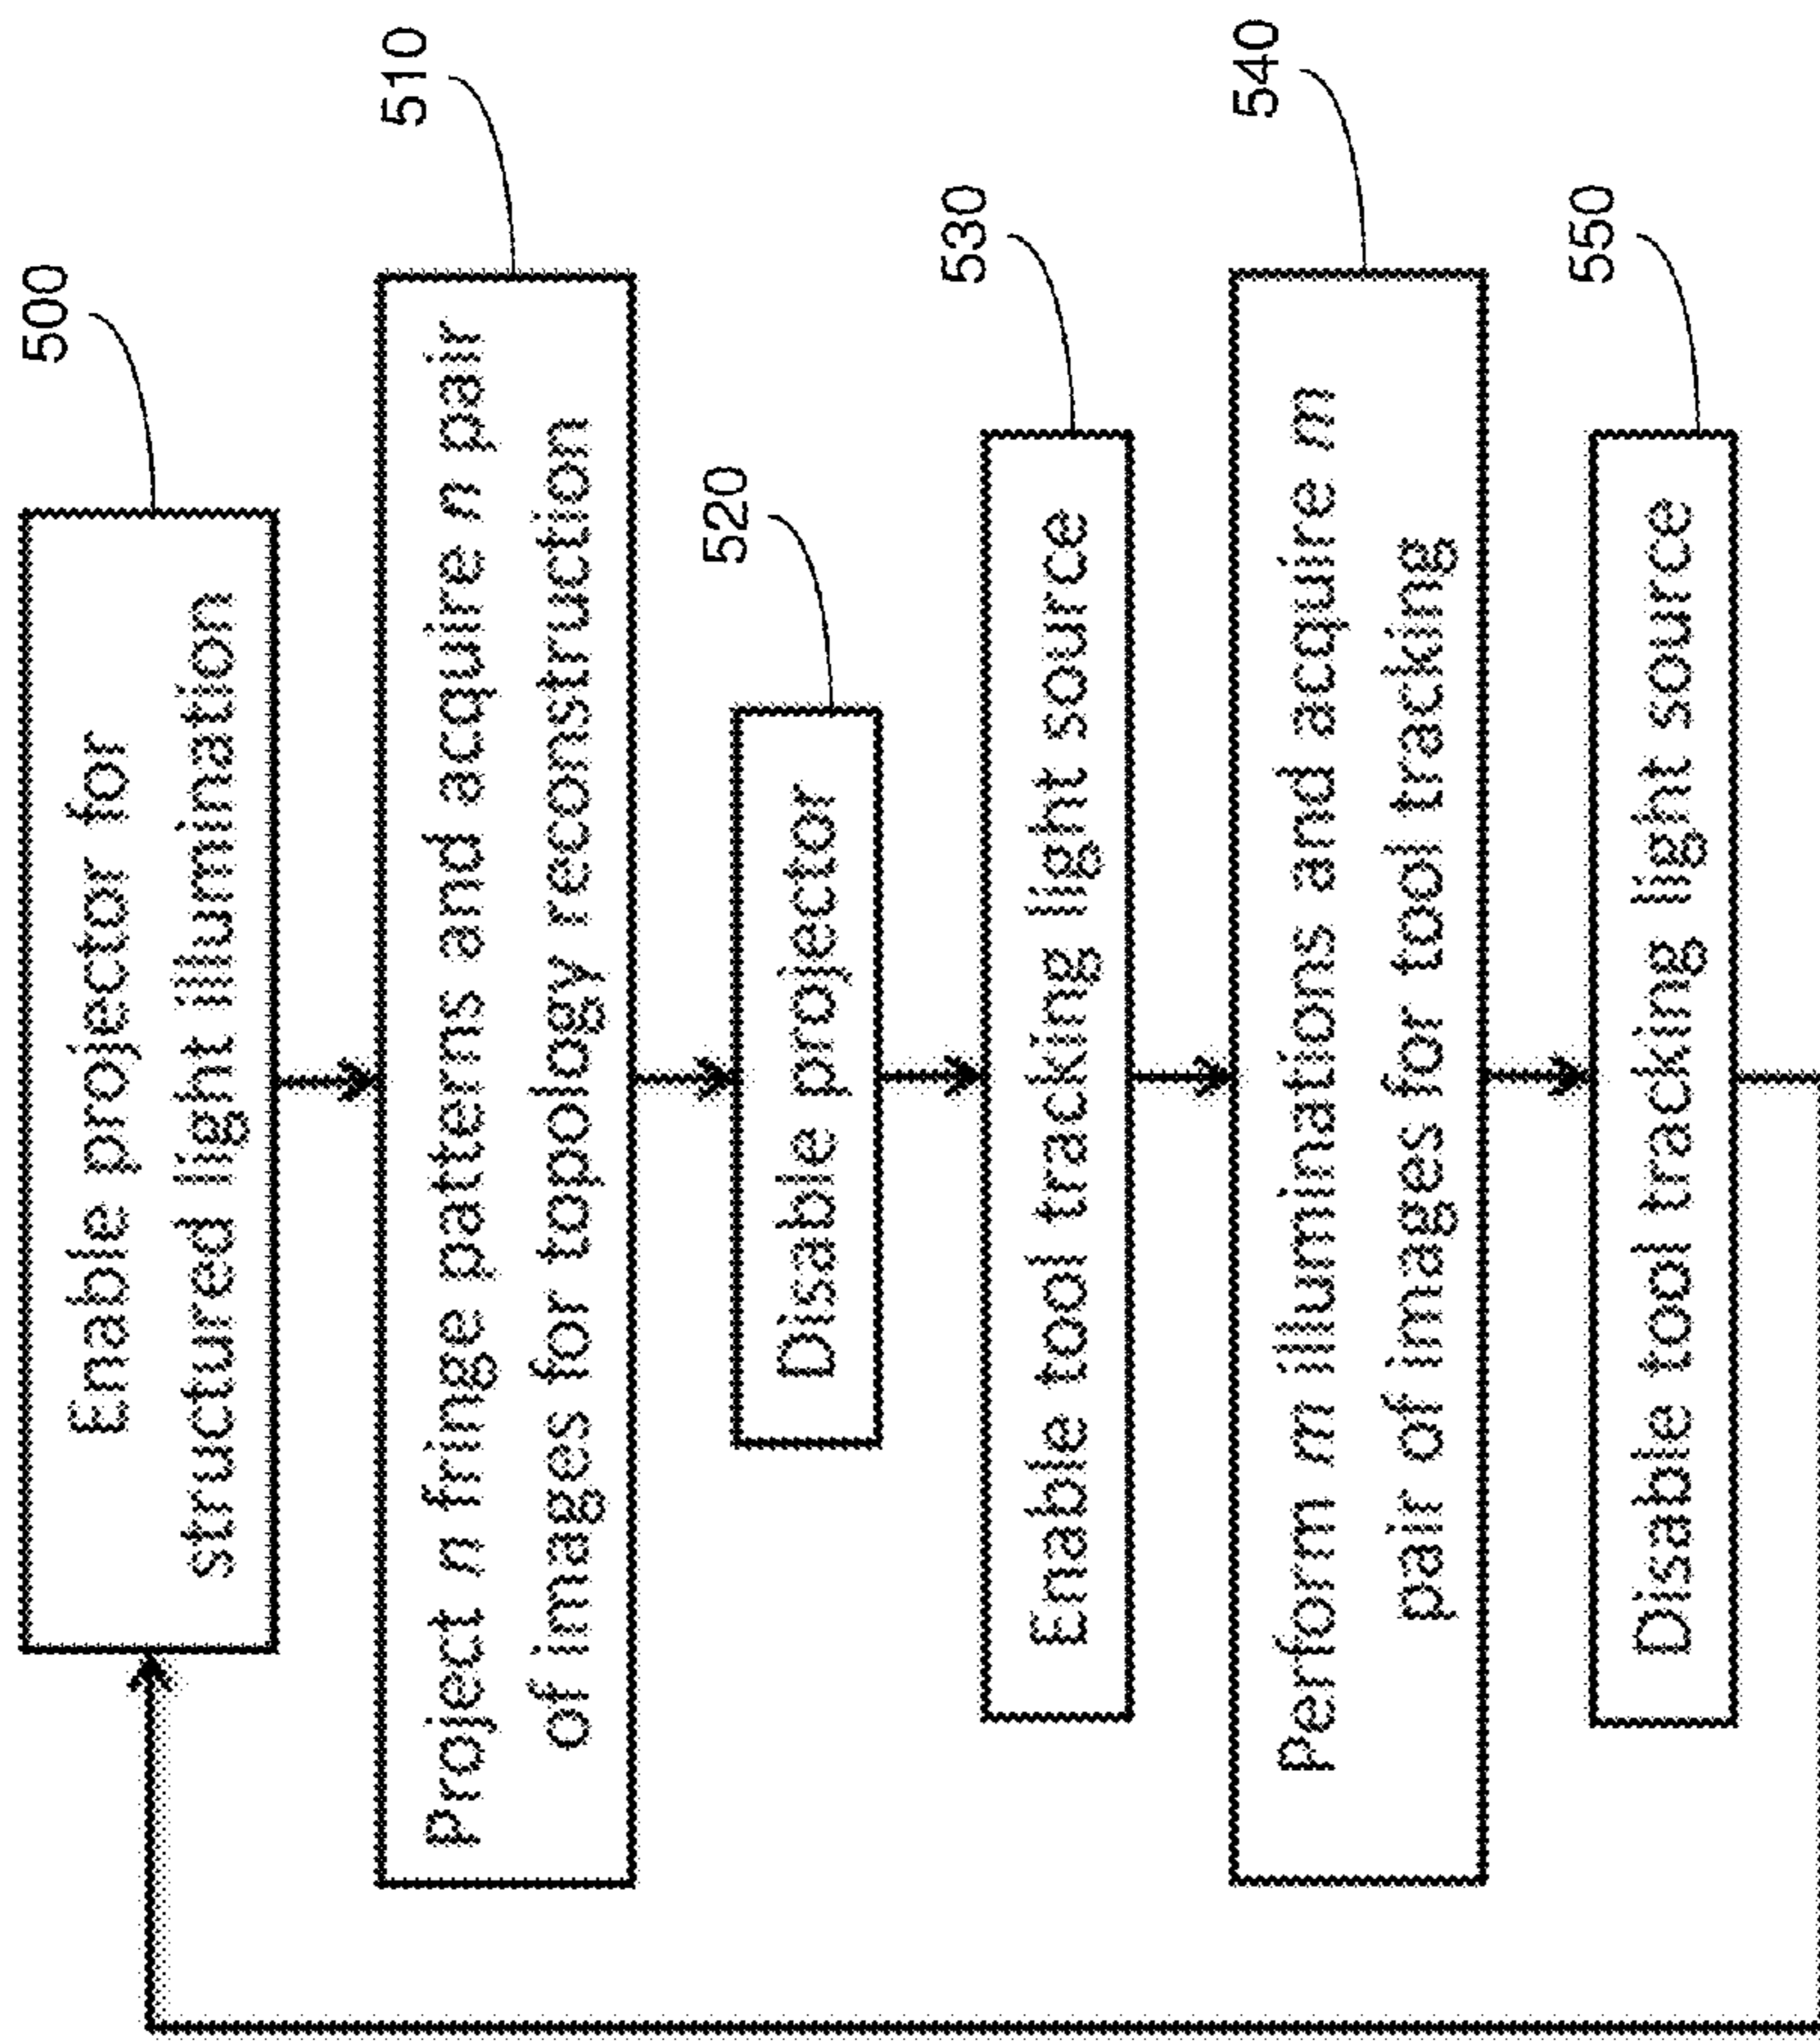 500
Enable projector for
structured light illumination
510
Project n fringe patterns and acquire n pair
of images for topology reconstruction
520
Disable projector
530
Enable tool tracking light source
540
Perform m illuminations and acquire m
pair of images for tool tracking
550
Disable tool tracking light source